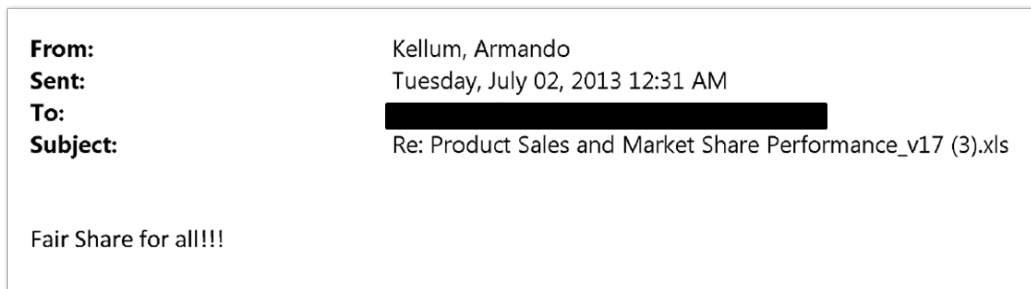 From: Kellum, Armando
Sent: Tuesday, July 02, 2013 12:31 AM
To:
Subject: Re: Product Sales and Market Share Performance_v17 (3).xls
Fair Share for all!!!